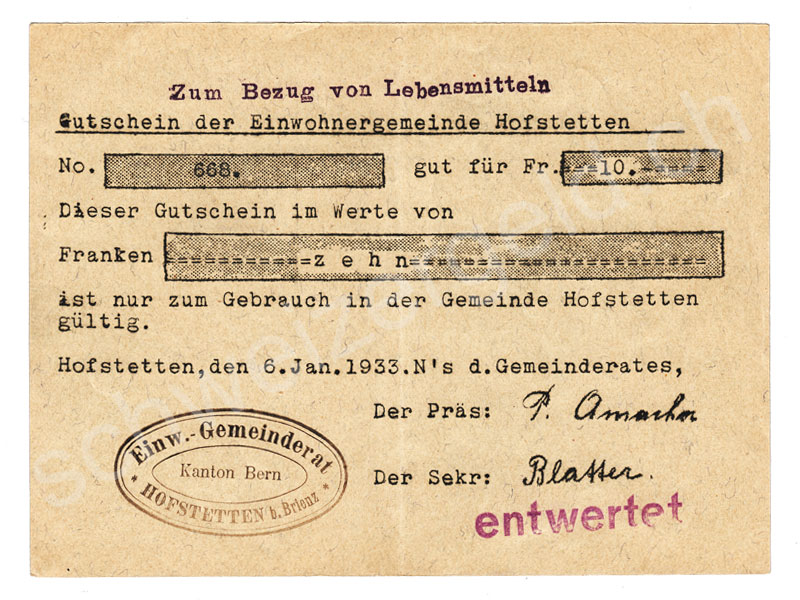 Zum Bezug von Lebensmitteln
Gutschein der Einwohnergemeinde Hofstetten
No. 668. gut für Fr.===10.=====
Dieser Gutschein im Werte von
Franken ===========z e h n======================
ist nur zum Gebrauch in der Gemeinde Hofstetten
gültig.
Hofstetten,den 6.Jan.1933.N's d.Gemeinderates,
Der Präs: P. Amacher
Der Sekr: Blatter.
Einw.-Gemeinderat
Kanton Bern
* HOFSTETTEN b. Brienz *
entwertet
schweizergeld.ch